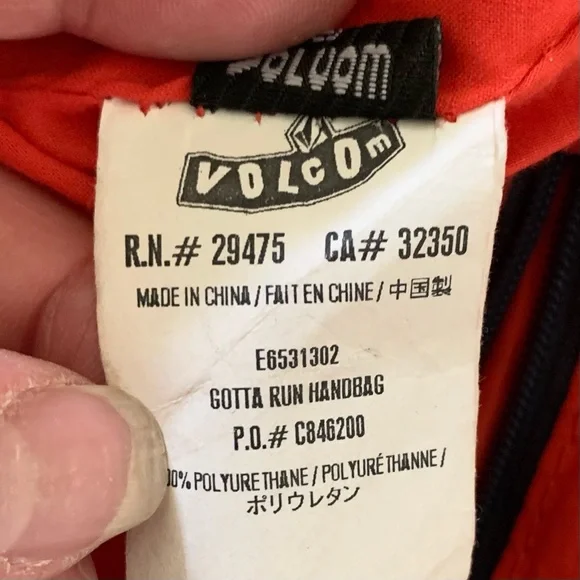 VOLCOM
VOLCOM
R.N.# 29475 CA# 32350
MADE IN CHINA / FAIT EN CHINE / 中国製
E6531302
GOTTA RUN HANDBAG
P.O.# C846200
00% POLYURETHANE / POLYURÉTHANNE /
ポリウレタン